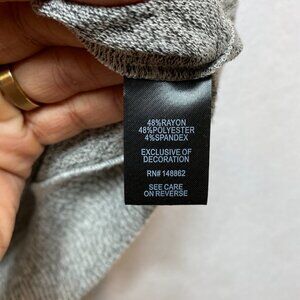 48%RAYON
48%POLYESTER
4%SPANDEX
EXCLUSIVE OF
DECORATION
RN# 148862
SEE CARE
ON REVERSE